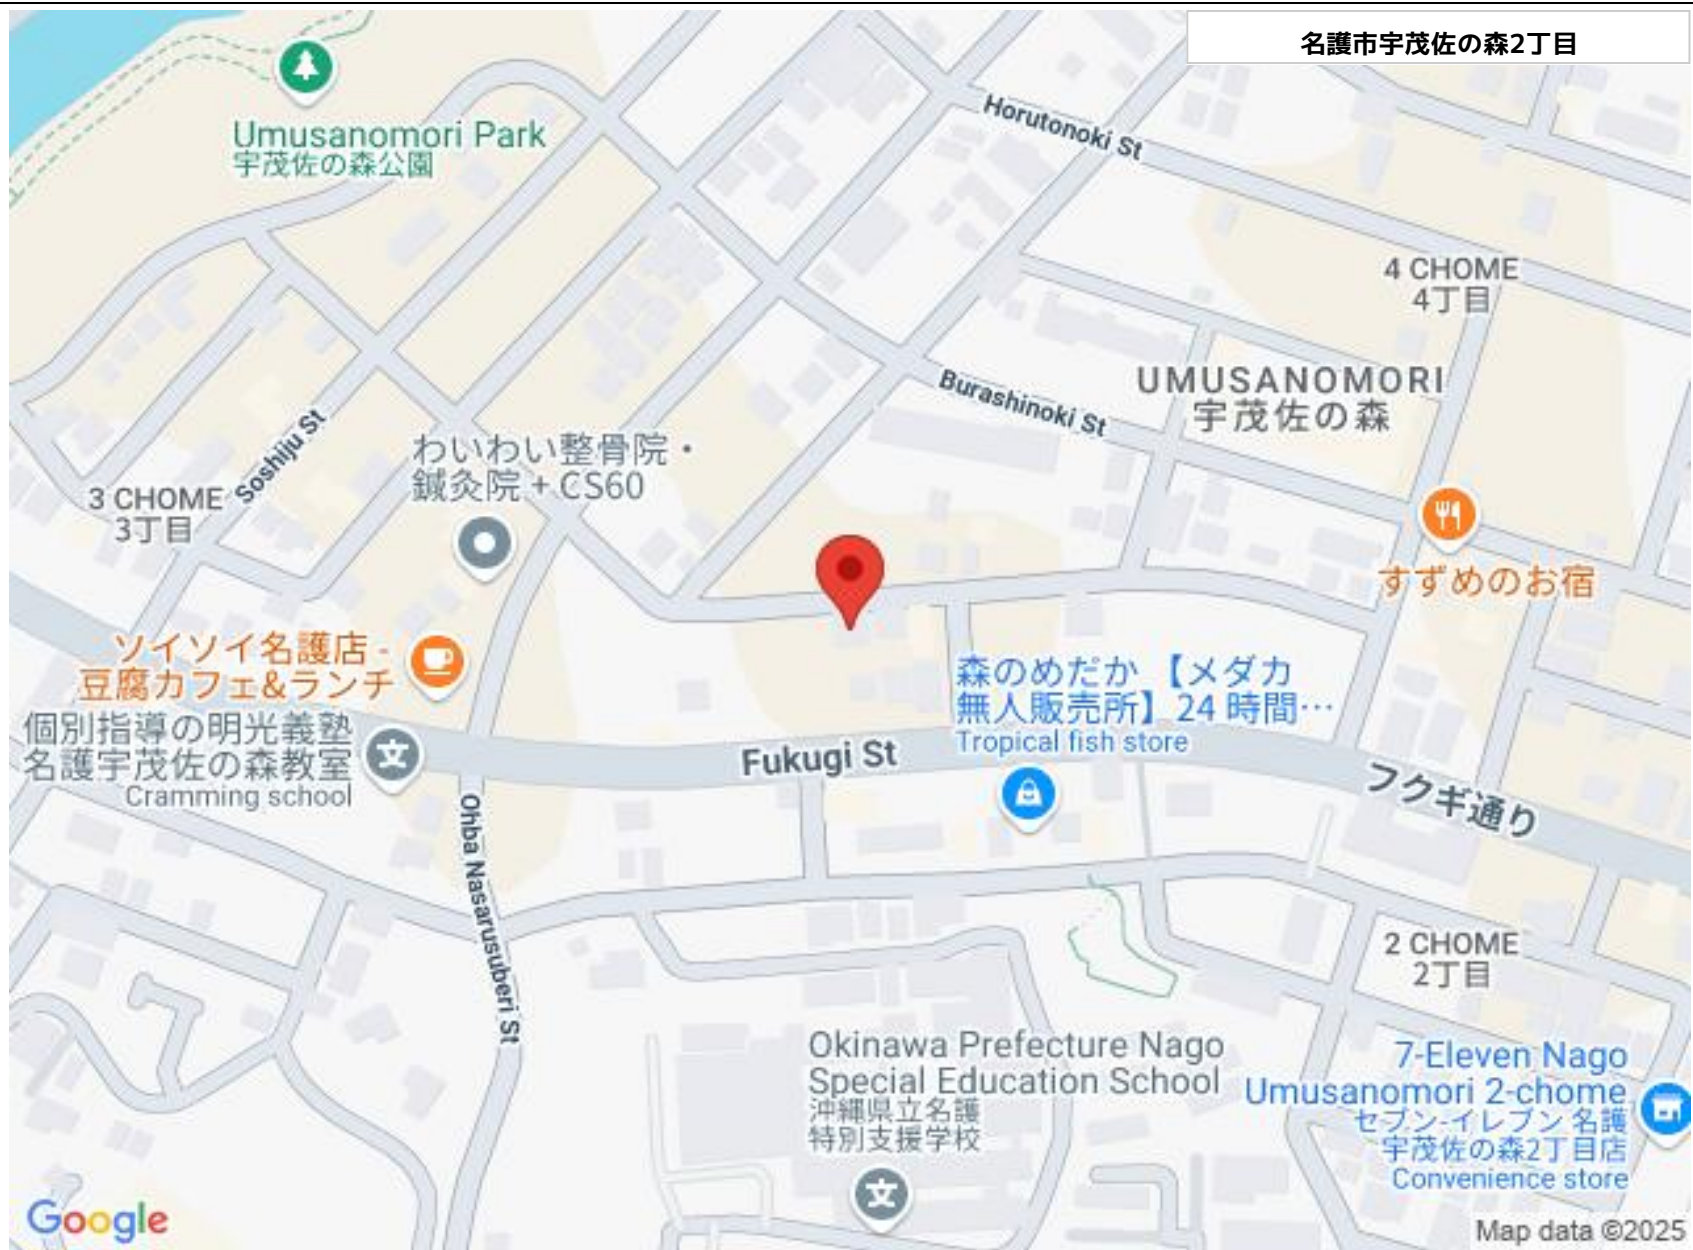 名護市宇茂佐の森2丁目
Umusanomori Park
宇茂佐の森公園
Horutonoki St
4 CHOME
4丁目
UMUSANOMORI
宇茂佐の森
Burashinoki St
Soshiju St
わいわい整骨院・
鍼灸院 + CS60
3 CHOME
3丁目
すずめのお宿
ソイソイ名護店 -
豆腐カフェ&ランチ
森のめだか 【メダカ
無人販売所】24 時間…
Tropical fish store
個別指導の明光義塾
名護宇茂佐の森教室
Cramming school
Fukugi St
フクギ通り
Ohba Nasarusuberi St
2 CHOME
2丁目
Okinawa Prefecture Nago
Special Education School
沖縄県立名護
特別支援学校
7-Eleven Nago
Umusanomori 2-chome
セブン-イレブン 名護
宇茂佐の森2丁目店
Convenience store
Google
Map data ©2025